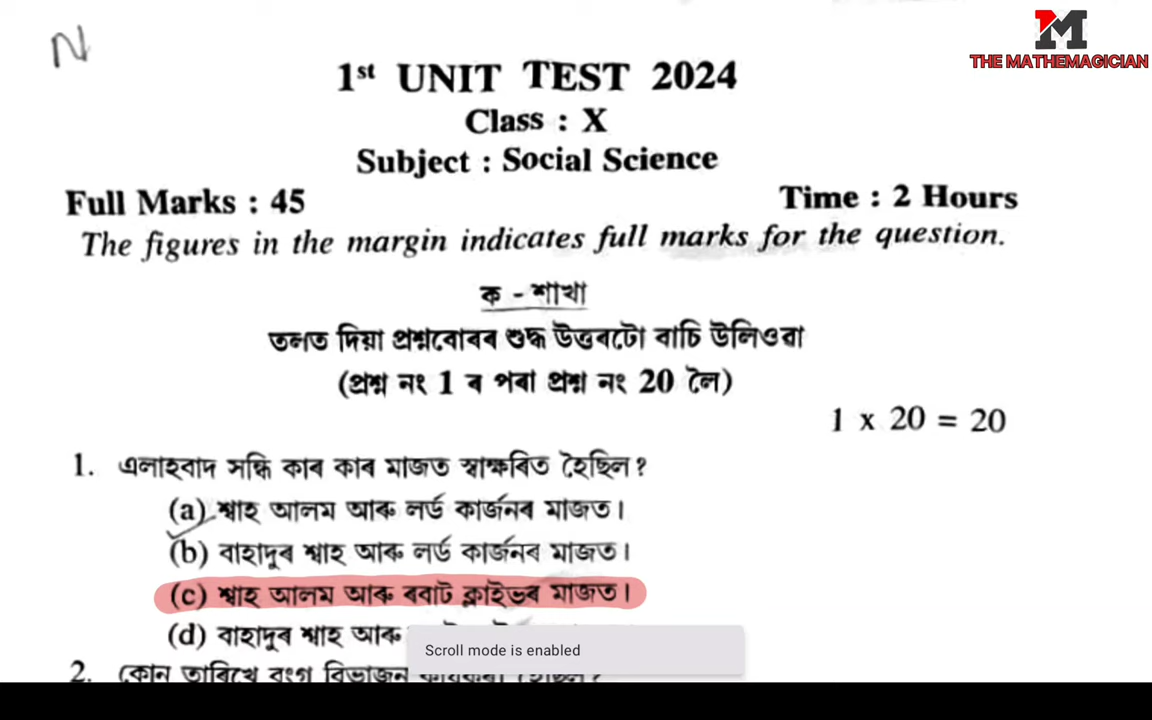 N
M
THE MATHEMAGICIAN
1st UNIT TEST 2024
Class : X
Subject : Social Science
Full Marks : 45 Time : 2 Hours
The figures in the margin indicates full marks for the question.
ক - শাখা
তলত দিয়া প্ৰশ্নবোৰৰ শুদ্ধ উত্তৰটো বাচি উলিওৱা
(প্ৰশ্ন নং 1 ৰ পৰা প্ৰশ্ন নং 20 লৈ)
1 x 20 = 20
1. এলাহবাদ সন্ধি কাৰ কাৰ মাজত স্বাক্ষৰিত হৈছিল?
(a) শ্বাহ আলম আৰু লৰ্ড কাৰ্জনৰ মাজত।
(b) বাহাদুৰ শ্বাহ আৰু লৰ্ড কাৰ্জনৰ মাজত।
(c) শ্বাহ আলম আৰু ৰবাট ক্লাইভৰ মাজত।
(d) বাহাদুৰ শ্বাহ আৰু
Scroll mode is enabled
2. কোন তাৰিখে বংগ বিভাজন